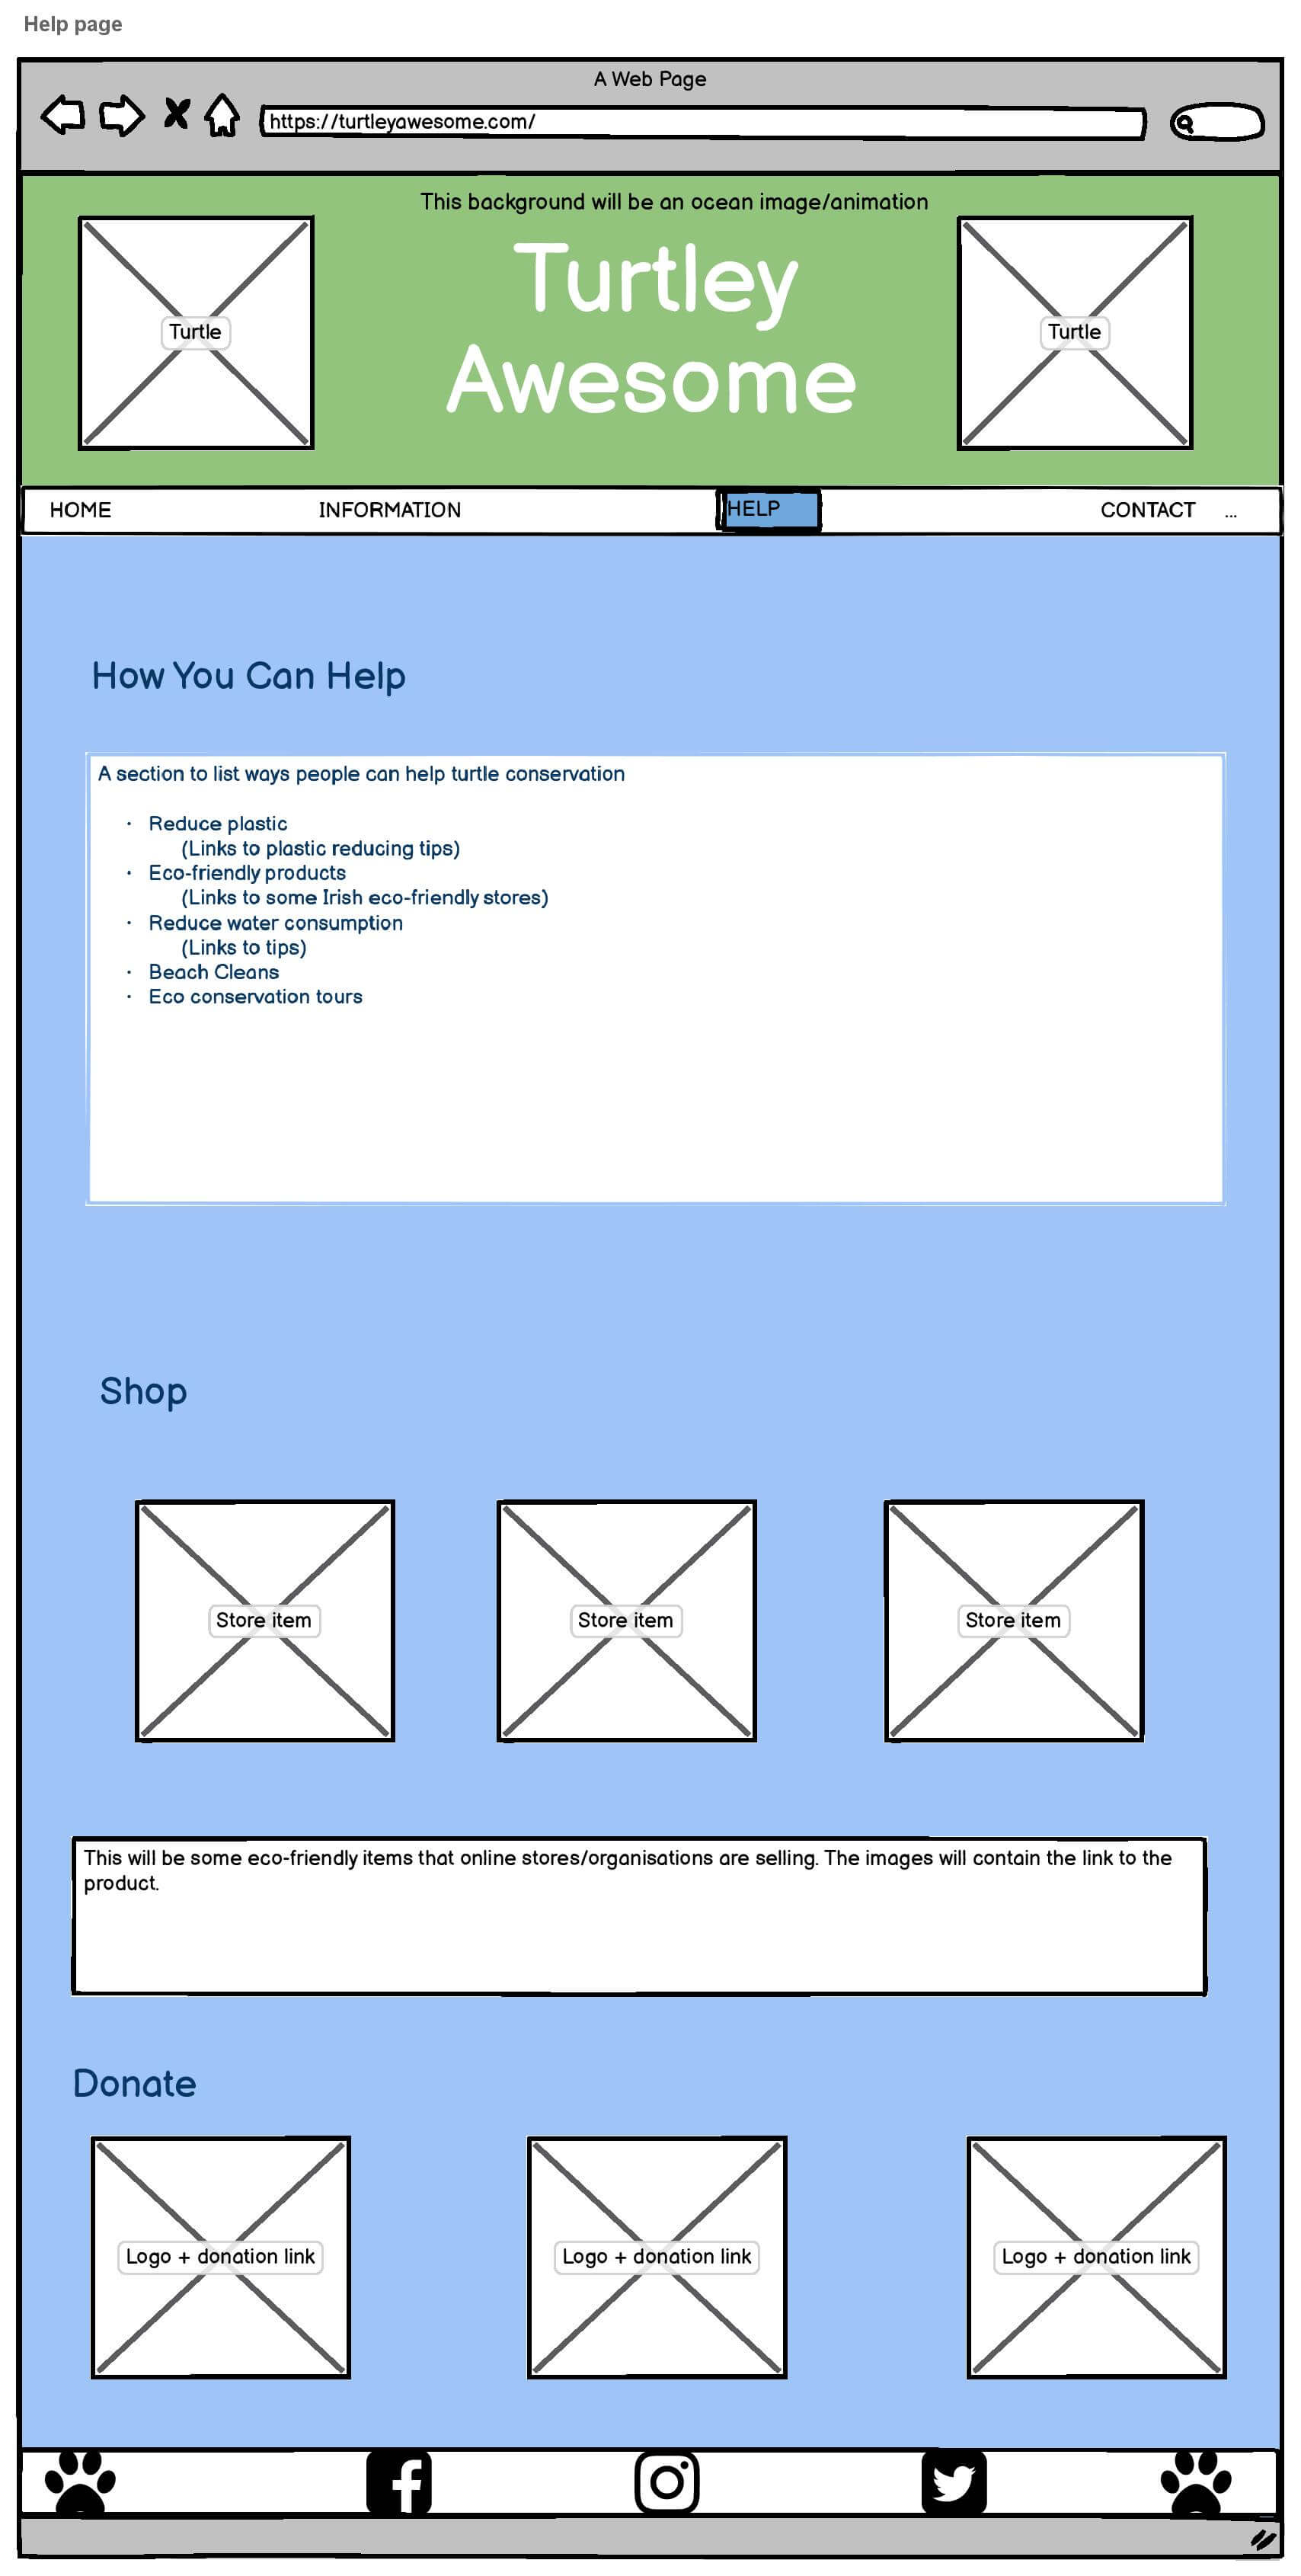 Help page
A Web Page
https://turtleyawesome.com/
This background will be an ocean image/animation
Turtley
Awesome
Turtle
Turtle
HOME INFORMATION HELP CONTACT ...
How You Can Help
A section to list ways people can help turtle conservation
· Reduce plastic
(Links to plastic reducing tips)
· Eco-friendly products
(Links to some Irish eco-friendly stores)
· Reduce water consumption
(Links to tips)
· Beach Cleans
· Eco conservation tours
Shop
Store item Store item Store item
This will be some eco-friendly items that online stores/organisations are selling. The images will contain the link to the
product.
Donate
Logo + donation link Logo + donation link Logo + donation link